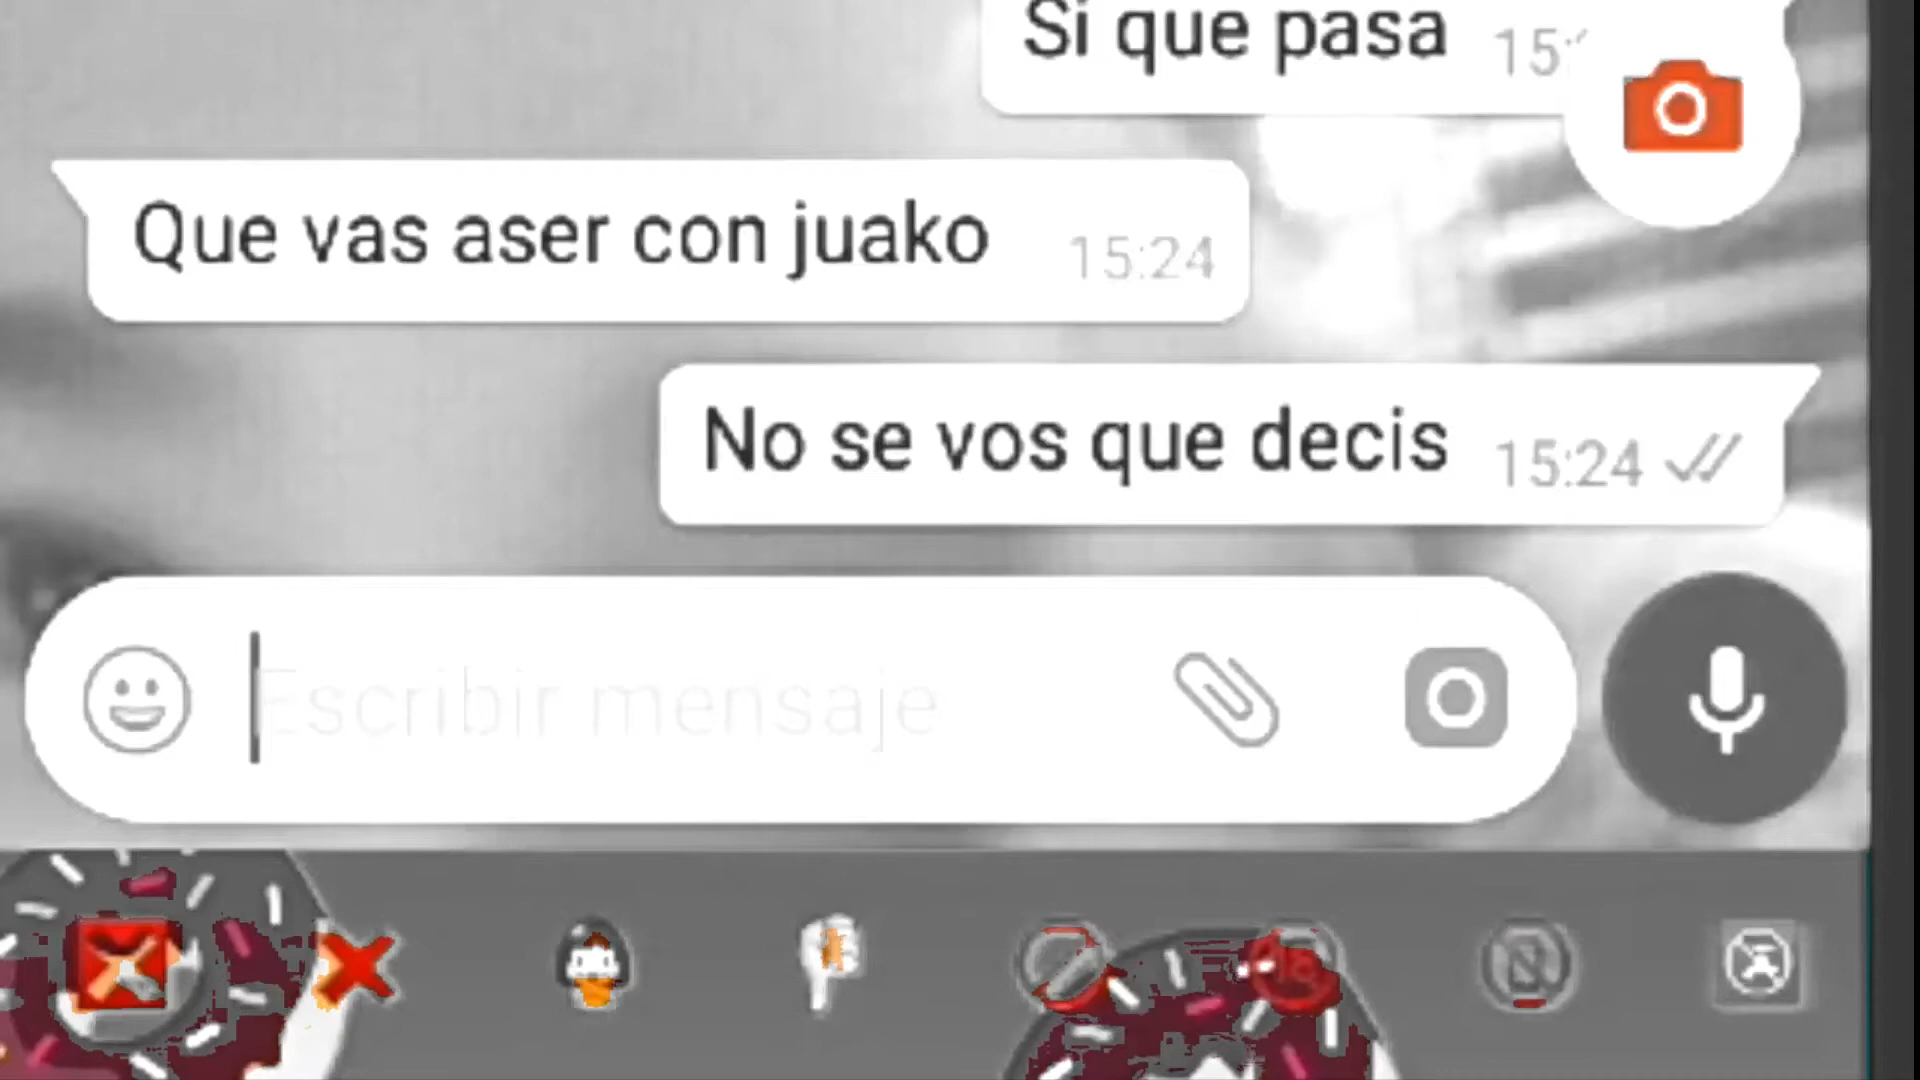 Si que pasa
Que vas aser con juako 15:24
No se vos que decis 15:24
Escribir mensaje